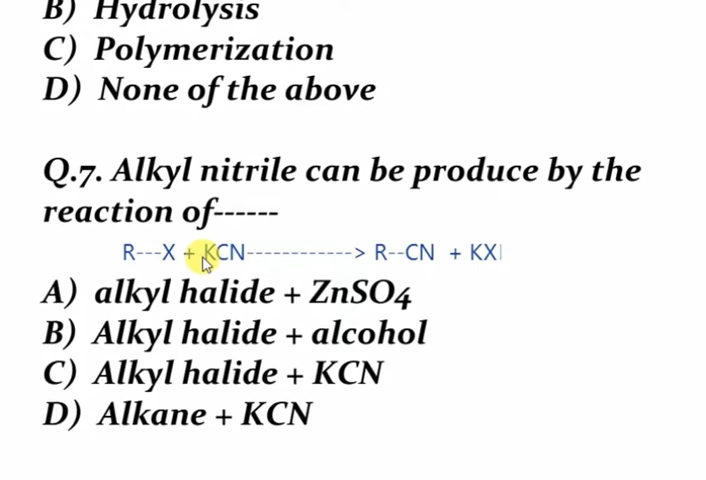 B) Hydrolysis
C) Polymerization
D) None of the above
Q.7. Alkyl nitrile can be produce by the
reaction of------
R---X + KCN------------> R--CN + KX
A) alkyl halide + ZnSO4
B) Alkyl halide + alcohol
C) Alkyl halide + KCN
D) Alkane + KCN